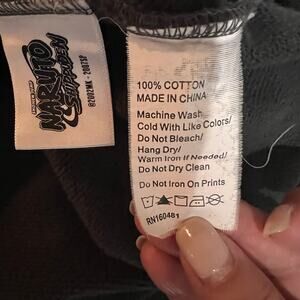 NARUTO
SHIPPUDEN
©2002MK - 2007SP
100% COTTON
MADE IN CHINA
Machine Wash
Cold With Like Colors/
Do Not Bleach/
Hang Dry/
Warm Iron if Needed/
Do Not Dry Clean
Do Not Iron On Prints
RN160481